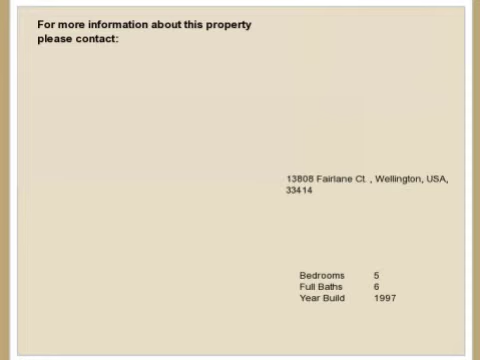 For more information about this property
please contact:
13808 Fairlane Ct. , Wellington, USA,
33414
Bedrooms 5
Full Baths 6
Year Build 1997